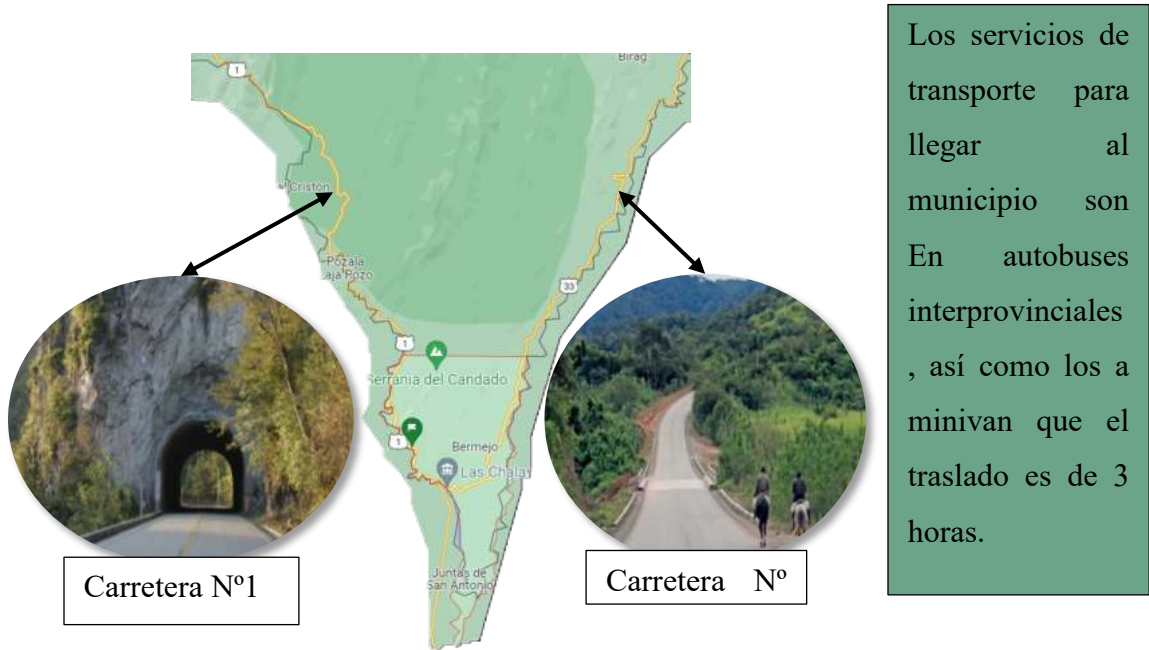 Los servicios de
transporte para
llegar al
municipio son
En autobuses
interprovinciales
, así como los a
minivan que el
traslado es de 3
horas.
1
Birag
Cristón
Pozala
Laja Pozo
33
1
Serrania del Candado
1
Bermejo
Las Chala
Juntas de
San Antonio
Carretera Nº1
Carretera Nº